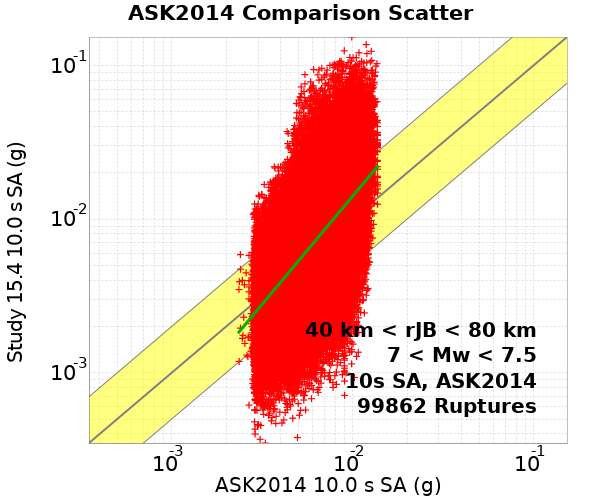 ASK2014 Comparison Scatter
Study 15.4 10.0 s SA (g)
10-1
10-2
10-3
40 km < rJB < 80 km
7 < Mw < 7.5
10s SA, ASK2014
99862 Ruptures
10-3 10-2 10-1
ASK2014 10.0 s SA (g)